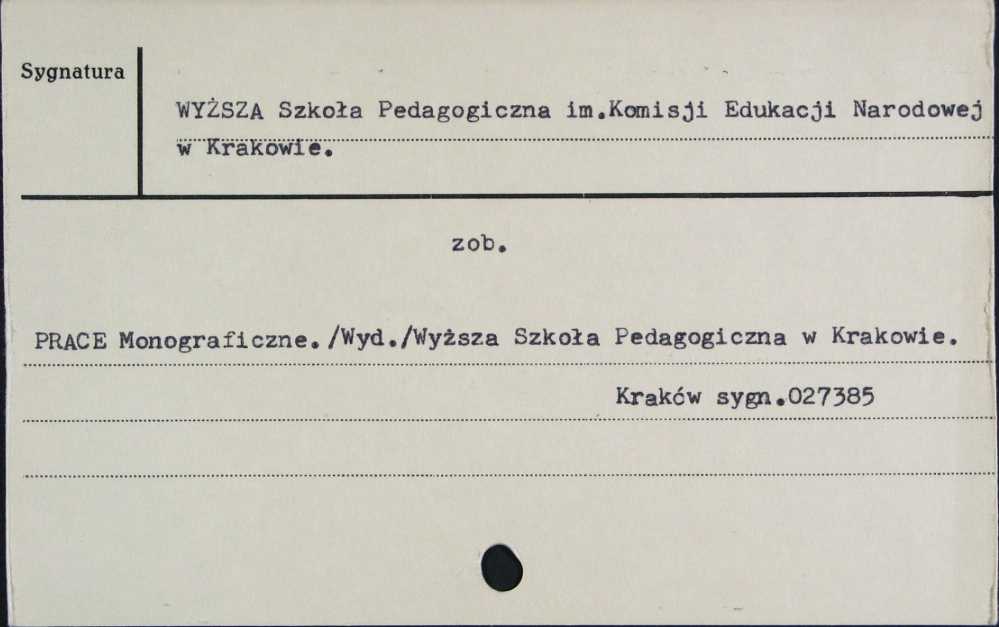 Sygnatura
WYŻSZA Szkoła Pedagogiczna im.Komisji Edukacji Narodowej
w Krakowie.
zob.
PRACE Monograficzne./Wyd./Wyższa Szkoła Pedagogiczna w Krakowie.
Kraków sygn.027385